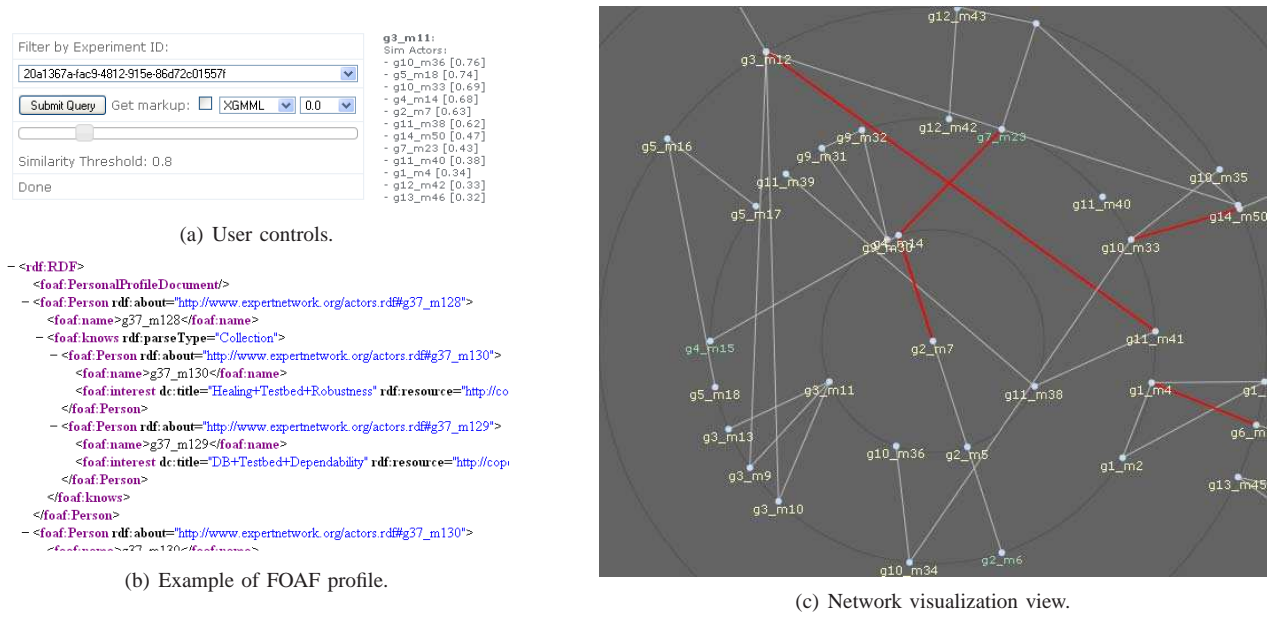 Filter by Experiment ID:
20a1367a-fac9-4812-915e-86d72c01557f
Submit Query Get markup: XGMML 0.0
Similarity Threshold: 0.8
Done
g3_m11:
Sim Actors:
- g10_m36 [0.76]
- g5_m18 [0.74]
- g10_m33 [0.69]
- g4_m14 [0.68]
- g2_m7 [0.63]
- g11_m38 [0.62]
- g14_m50 [0.47]
- g7_m23 [0.43]
- g11_m40 [0.38]
- g1_m4 [0.34]
- g12_m42 [0.33]
- g13_m46 [0.32]
(a) User controls.
- <rdf:RDF>
<foaf:PersonalProfileDocument/>
- <foaf:Person rdf:about="http://www.expertnetwork.org/actors.rdf#g37_m128">
<foaf:name>g37_m128</foaf:name>
- <foaf:knows rdf:parseType="Collection">
- <foaf:Person rdf:about="http://www.expertnetwork.org/actors.rdf#g37_m130">
<foaf:name>g37_m130</foaf:name>
<foaf:interest dc:title="Healing+Testbed+Robustness" rdf:resource="http://co
</foaf:Person>
- <foaf:Person rdf:about="http://www.expertnetwork.org/actors.rdf#g37_m129">
<foaf:name>g37_m129</foaf:name>
<foaf:interest dc:title="DB+Testbed+Dependability" rdf:resource="http://cop
</foaf:Person>
</foaf:knows>
</foaf:Person>
- <foaf:Person rdf:about="http://www.expertnetwork.org/actors.rdf#g37_m130">
<foaf:name>g37_m130</foaf:name>
(b) Example of FOAF profile.
g12_m43
g3_m12
g12_m42
g7_m23
g9_m32
g5_m16
g9_m31
g11_m39
g10_m35
g5_m17
g11_m40
g14_m50
g4_m14
g9_m30
g10_m33
g4_m15
g2_m7
g11_m41
g5_m18
g3_m11
g11_m38
g1_m4
g1_
g3_m13
g6_m
g10_m36
g2_m5
g1_m2
g3_m9
g13_m45
g3_m10
g10_m34
g2_m6
(c) Network visualization view.